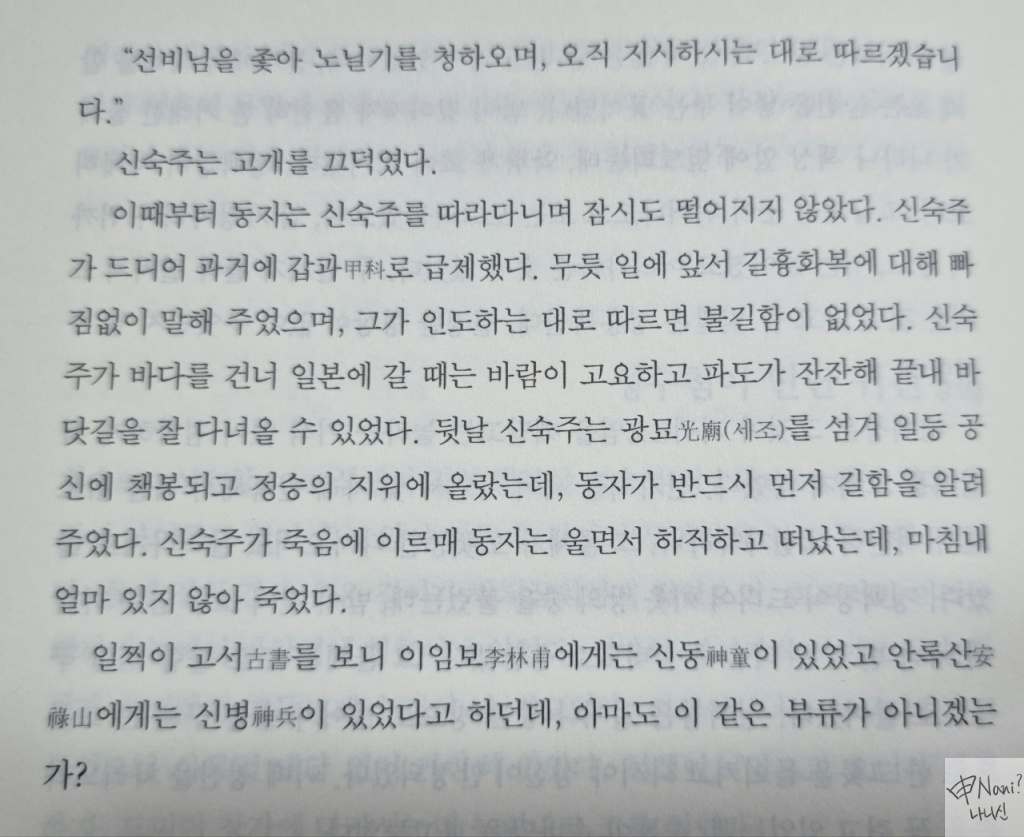 “선비님을 좇아 노닐기를 청하오며, 오직 지시하시는 대로 따르겠습니
다.”
신숙주는 고개를 끄덕였다.
이때부터 동자는 신숙주를 따라다니며 잠시도 떨어지지 않았다. 신숙주
가 드디어 과거에 갑과甲科로 급제했다. 무릇 일에 앞서 길흉화복에 대해 빠
짐없이 말해 주었으며, 그가 인도하는 대로 따르면 불길함이 없었다. 신숙
주가 바다를 건너 일본에 갈 때는 바람이 고요하고 파도가 잔잔해 끝내 바
닷길을 잘 다녀올 수 있었다. 뒷날 신숙주는 광묘光廟(세조)를 섬겨 일등 공
신에 책봉되고 정승의 지위에 올랐는데, 동자가 반드시 먼저 길함을 알려
주었다. 신숙주가 죽음에 이르매 동자는 울면서 하직하고 떠났는데, 마침내
얼마 있지 않아 죽었다.
일찍이 고서古書를 보니 이임보李林甫에게는 신동神童이 있었고 안록산安
祿山에게는 신병神兵이 있었다고 하던데, 아마도 이 같은 부류가 아니겠는
가?
Nani?
나니신